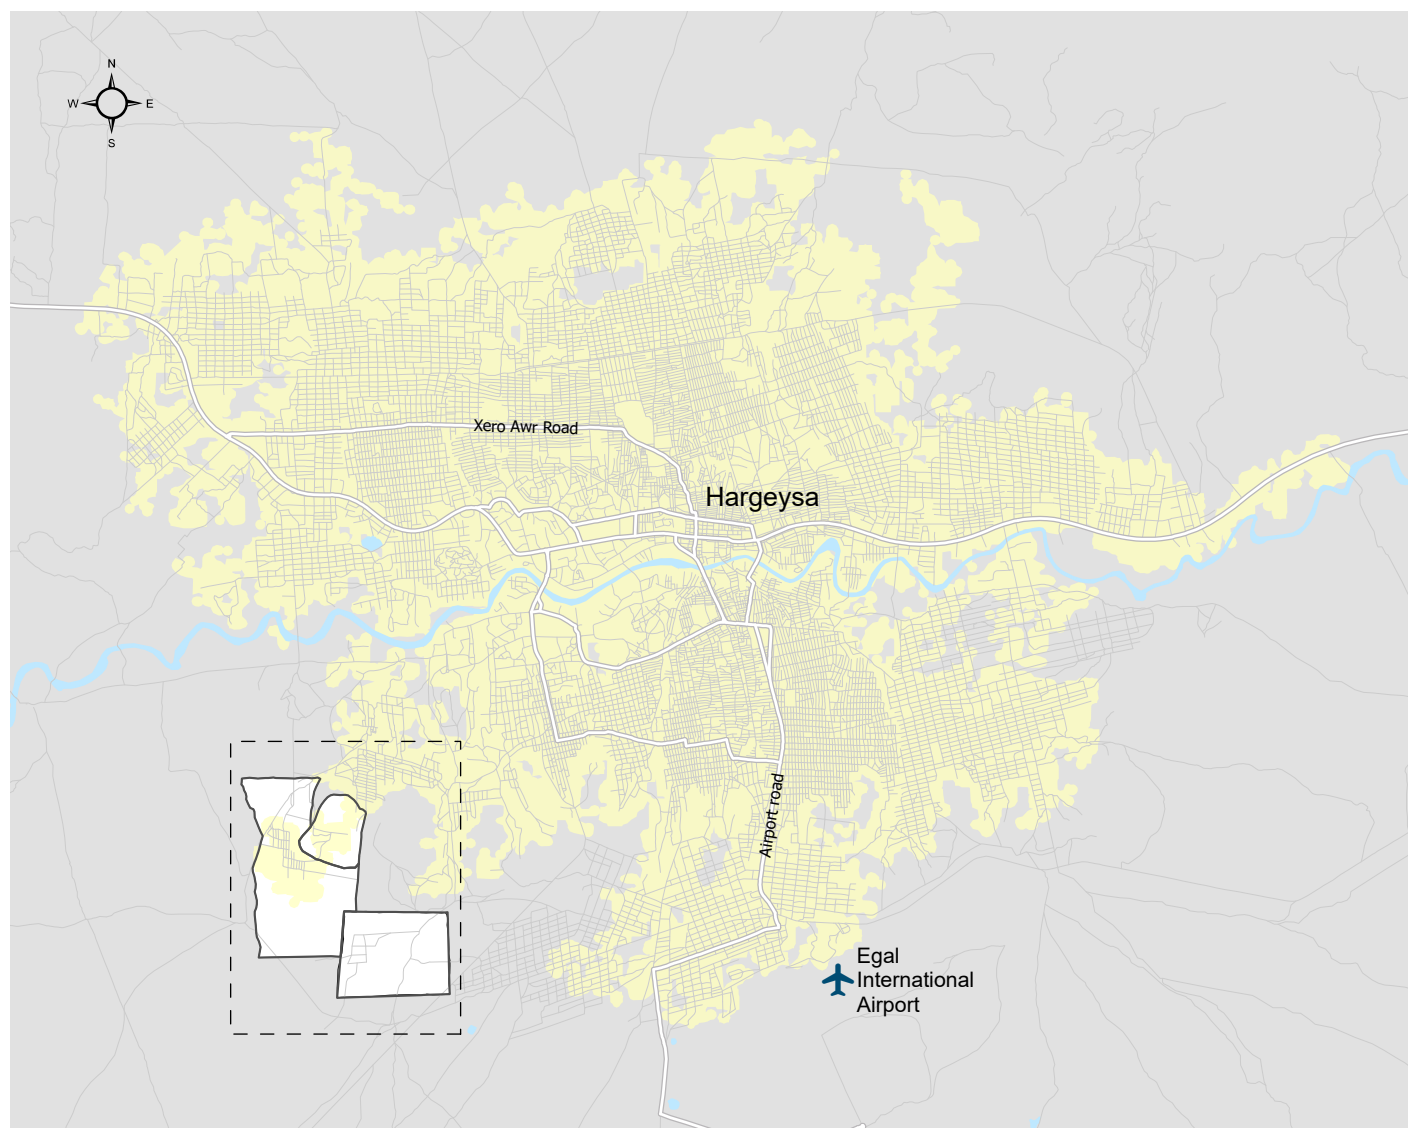 N
W E
S
Xero Awr Road
Hargeysa
Airport road
Egal
International
Airport